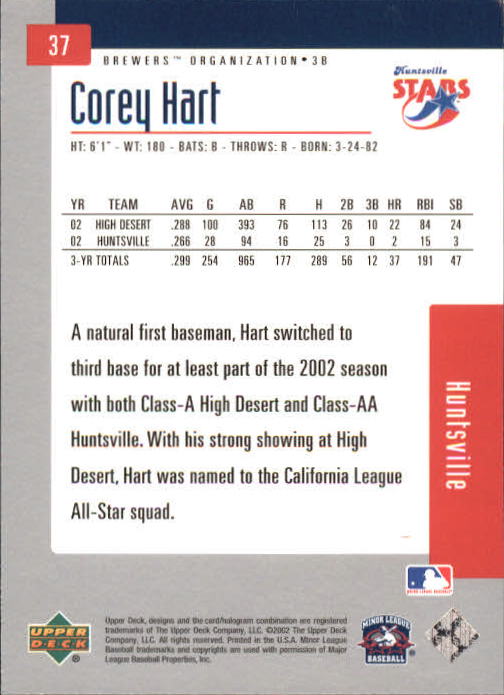 37
BREWERS™ ORGANIZATION • 3B
Corey Hart
Huntsville
STARS
HT: 6'1" - WT: 180 - BATS: B - THROWS: R - BORN: 3-24-82
YR TEAM AVG G AB R H 2B 3B HR RBI SB
02 HIGH DESERT .288 100 393 76 113 26 10 22 84 24
02 HUNTSVILLE .266 28 94 16 25 3 0 2 15 3
3-YR TOTALS .299 254 965 177 289 56 12 37 191 47
A natural first baseman, Hart switched to
third base for at least part of the 2002 season
with both Class-A High Desert and Class-AA
Huntsville. With his strong showing at High
Desert, Hart was named to the California League
All-Star squad.
Huntsville
UPPER
DECK
®
Upper Deck, designs and the card/hologram combination are registered
trademarks of The Upper Deck Company, LLC. ©2002 The Upper Deck
Company, LLC. All rights reserved. Printed in the U.S.A. Minor League
Baseball trademarks and copyrights are used with permission of Major
League Baseball Properties, Inc.
MINOR LEAGUE
BASEBALL